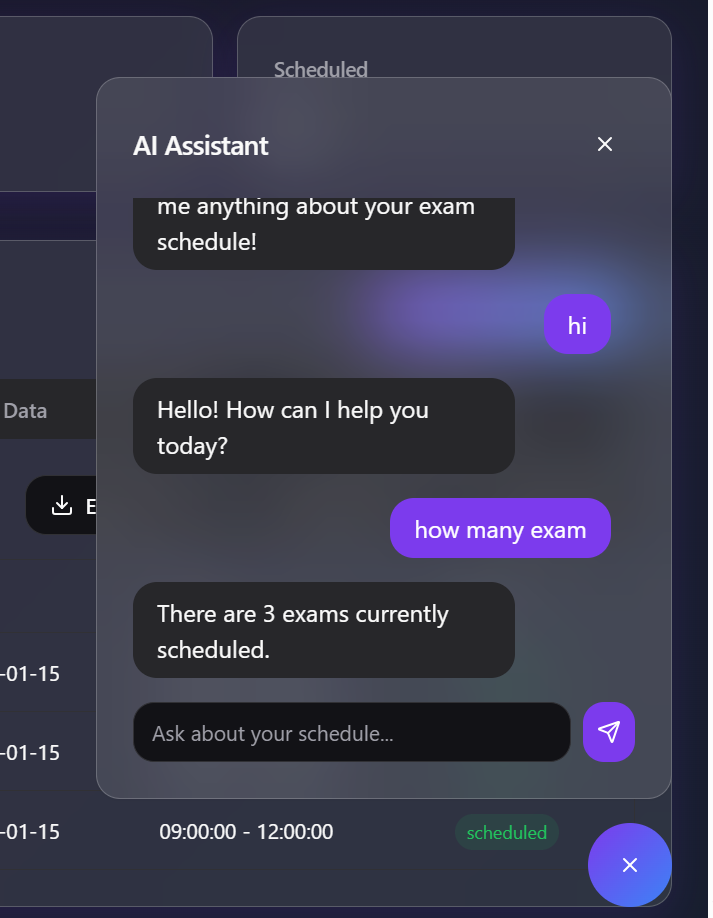 Scheduled
AI Assistant
me anything about your exam
schedule!
hi
Hello! How can I help you
today?
Data
how many exam
There are 3 exams currently
scheduled.
-01-15
Ask about your schedule...
-01-15
-01-15 09:00:00 - 12:00:00 scheduled